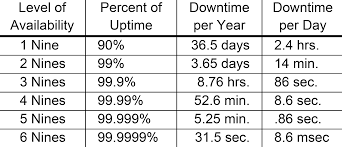 Level of Availability | Percent of Uptime | Downtime per Year | Downtime per Day
1 Nine | 90% | 36.5 days | 2.4 hrs.
2 Nines | 99% | 3.65 days | 14 min.
3 Nines | 99.9% | 8.76 hrs. | 86 sec.
4 Nines | 99.99% | 52.6 min. | 8.6 sec.
5 Nines | 99.999% | 5.25 min. | .86 sec.
6 Nines | 99.9999% | 31.5 sec. | 8.6 msec